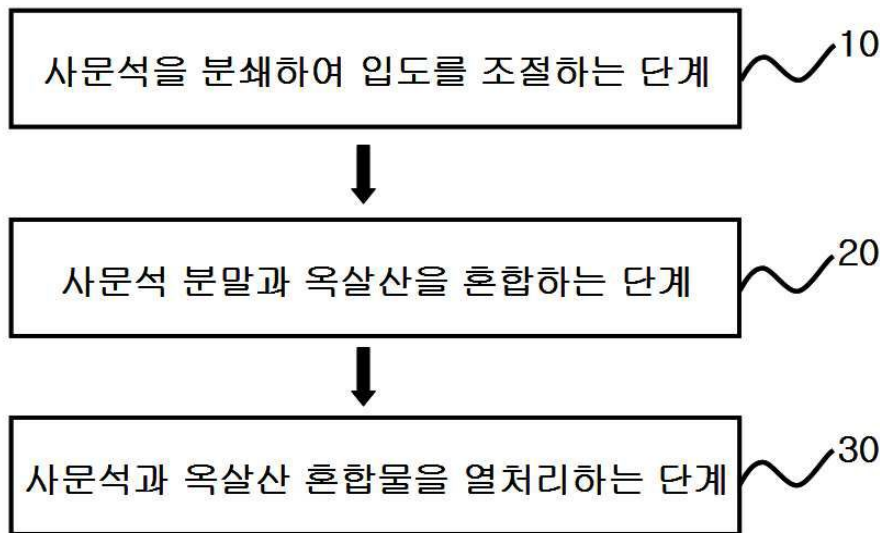 사문석을 분쇄하여 입도를 조절하는 단계
10
사문석 분말과 옥살산을 혼합하는 단계
20
사문석과 옥살산 혼합물을 열처리하는 단계
30